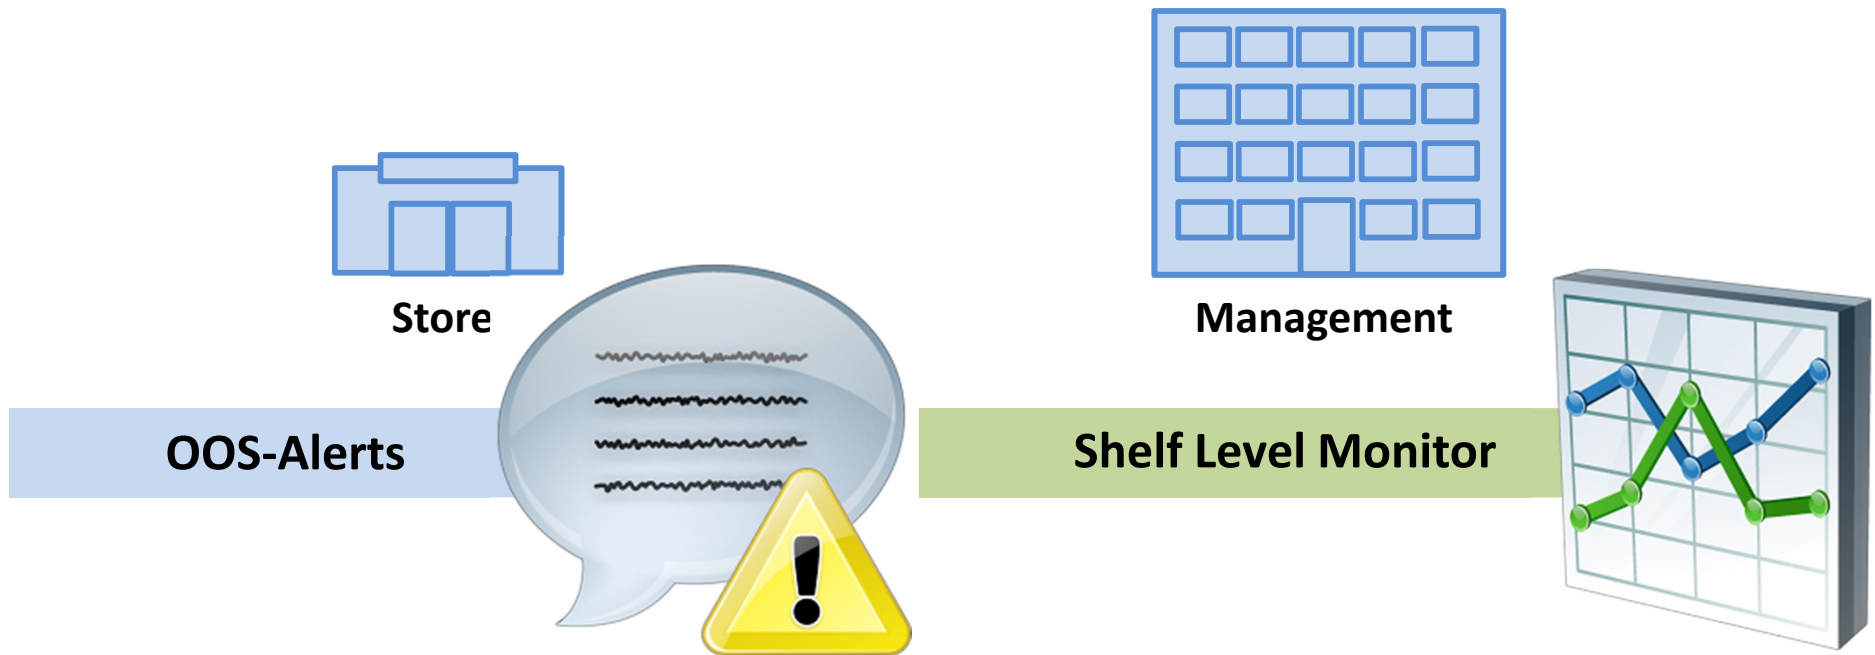 Store
Management
OOS-Alerts
Shelf Level Monitor